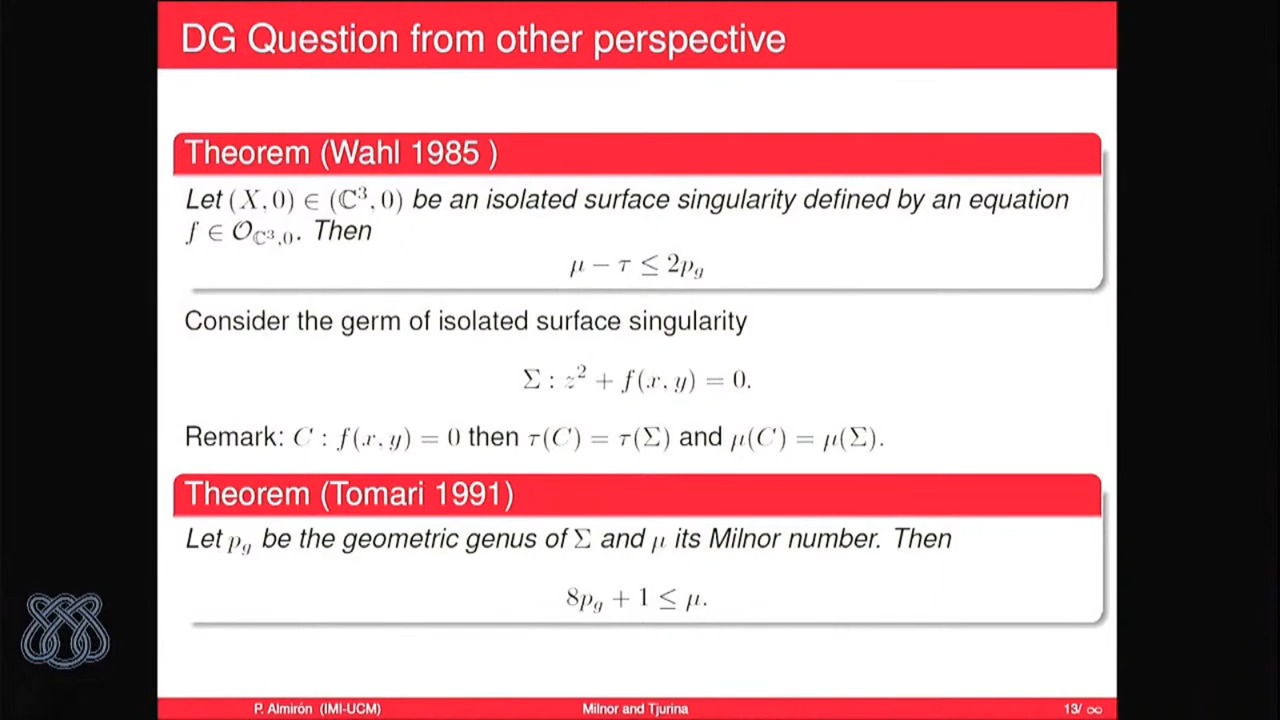 DG Question from other perspective
Theorem (Wahl 1985 )
Let (X, 0) ∈ (ℂ³, 0) be an isolated surface singularity defined by an equation
f ∈ 𝒪_{ℂ³,0}. Then
μ − τ ≤ 2p_g
Consider the germ of isolated surface singularity
Σ : z² + f(x, y) = 0.
Remark: C : f(x, y) = 0 then τ(C) = τ(Σ) and μ(C) = μ(Σ).
Theorem (Tomari 1991)
Let p_g be the geometric genus of Σ and μ its Milnor number. Then
8p_g + 1 ≤ μ.
P. Almirón (IMI-UCM) Milnor and Tjurina 13/ ∞